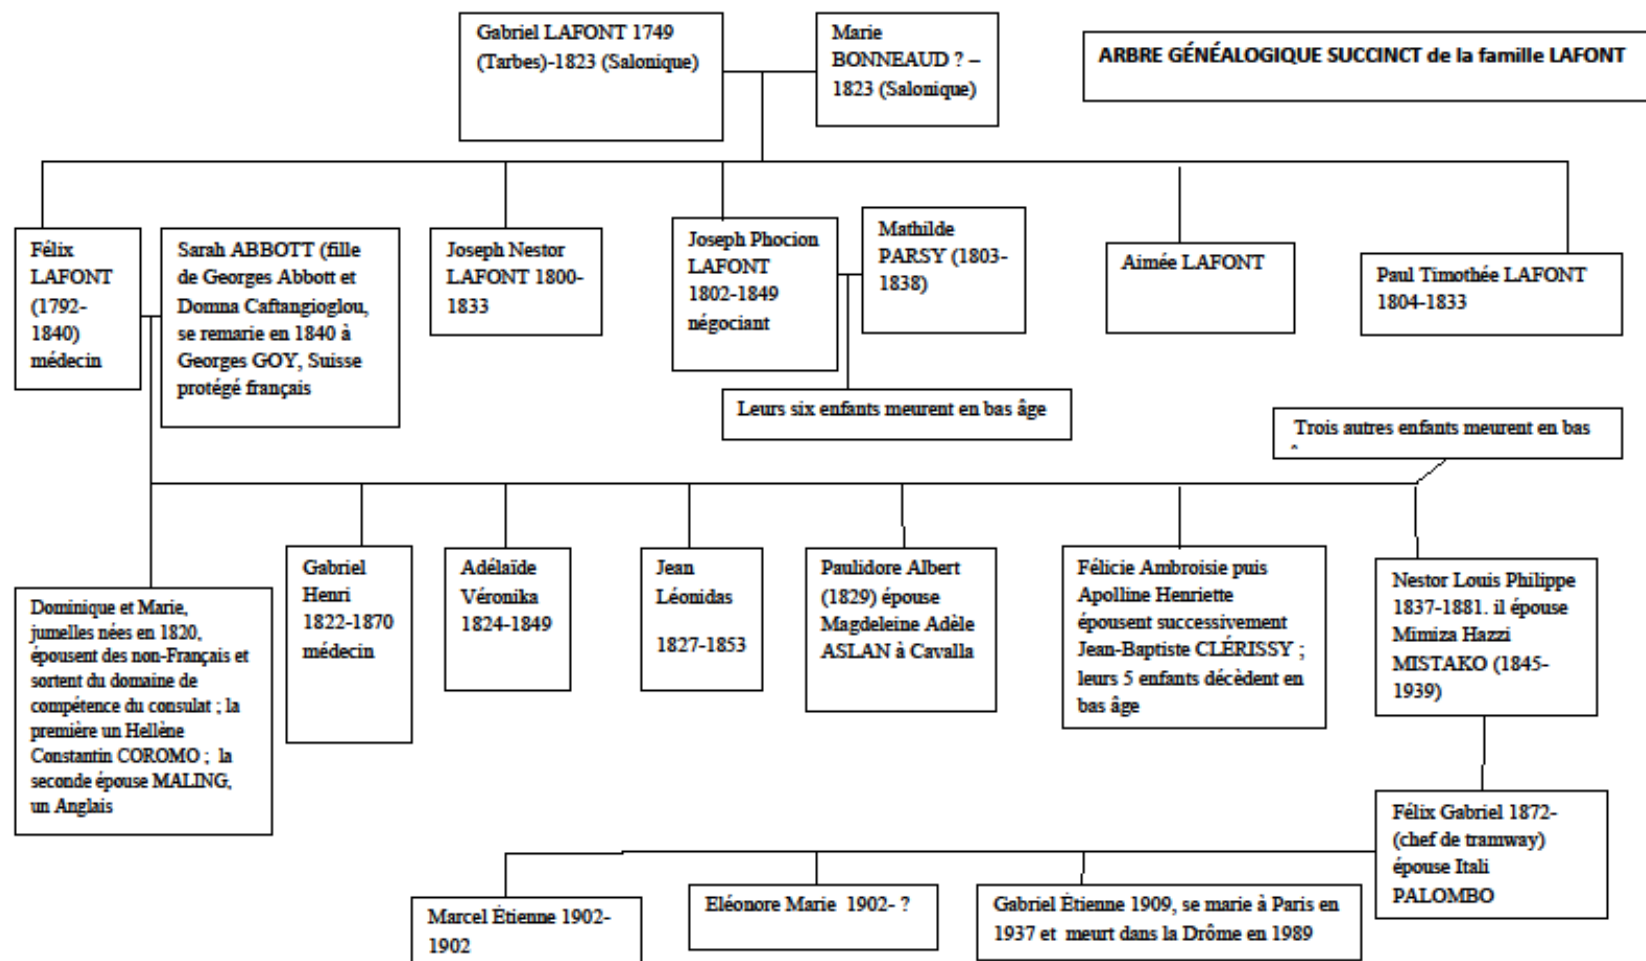 Gabriel LAFONT 1749
(Tarbes)-1823 (Salonique)
Marie
BONNEAUD ? –
1823 (Salonique)
ARBRE GÉNÉALOGIQUE SUCCINCT de la famille LAFONT
Félix
LAFONT
(1792-
1840)
médecin
Sarah ABBOTT (fille
de Georges Abbott et
Domna Caftangioglou,
se remarie en 1840 à
Georges GOY, Suisse
protégé français
Joseph Nestor
LAFONT 1800-
1833
Joseph Phocion
LAFONT
1802-1849
négociant
Mathilde
PARSY (1803-
1838)
Aimée LAFONT
Paul Timothée LAFONT
1804-1833
Leurs six enfants meurent en bas âge
Trois autres enfants meurent en bas
Dominique et Marie,
jumelles nées en 1820,
épousent des non-Français et
sortent du domaine de
compétence du consulat ; la
première un Hellène
Constantin COROMO ; la
seconde épouse MALING,
un Anglais
Gabriel
Henri
1822-1870
médecin
Adélaïde
Véronika
1824-1849
Jean
Léonidas
1827-1853
Paulidore Albert
(1829) épouse
Magdeleine Adèle
ASLAN à Cavalla
Félicie Ambroisie puis
Apolline Henriette
épousent successivement
Jean-Baptiste CLÉRISSY ;
leurs 5 enfants décèdent en
bas âge
Nestor Louis Philippe
1837-1881. il épouse
Mimiza Hazzi
MISTAKO (1845-
1939)
Félix Gabriel 1872-
(chef de tramway)
épouse Itali
PALOMBO
Marcel Étienne 1902-
1902
Eléonore Marie 1902- ?
Gabriel Étienne 1909, se marie à Paris en
1937 et meurt dans la Drôme en 1989